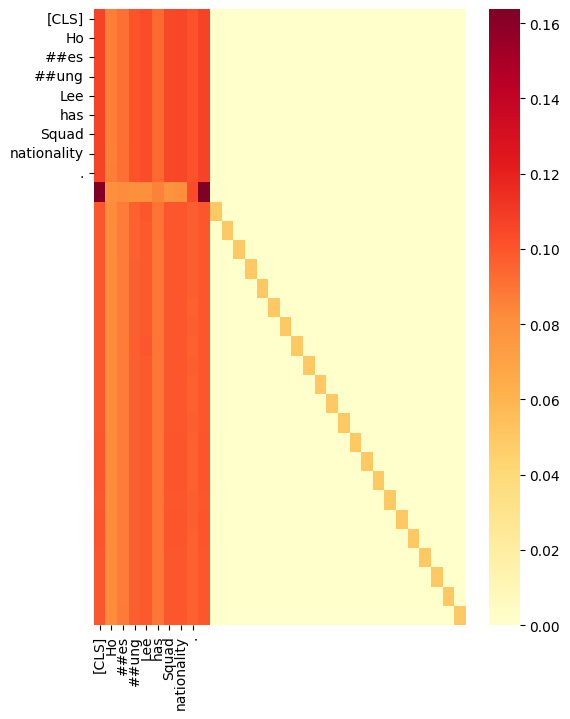 [CLS]
Ho
##es
##ung
Lee
has
Squad
nationality
.
[CLS]
Ho
##es
##ung
Lee
has
Squad
nationality
.
0.16
0.14
0.12
0.10
0.08
0.06
0.04
0.02
0.00